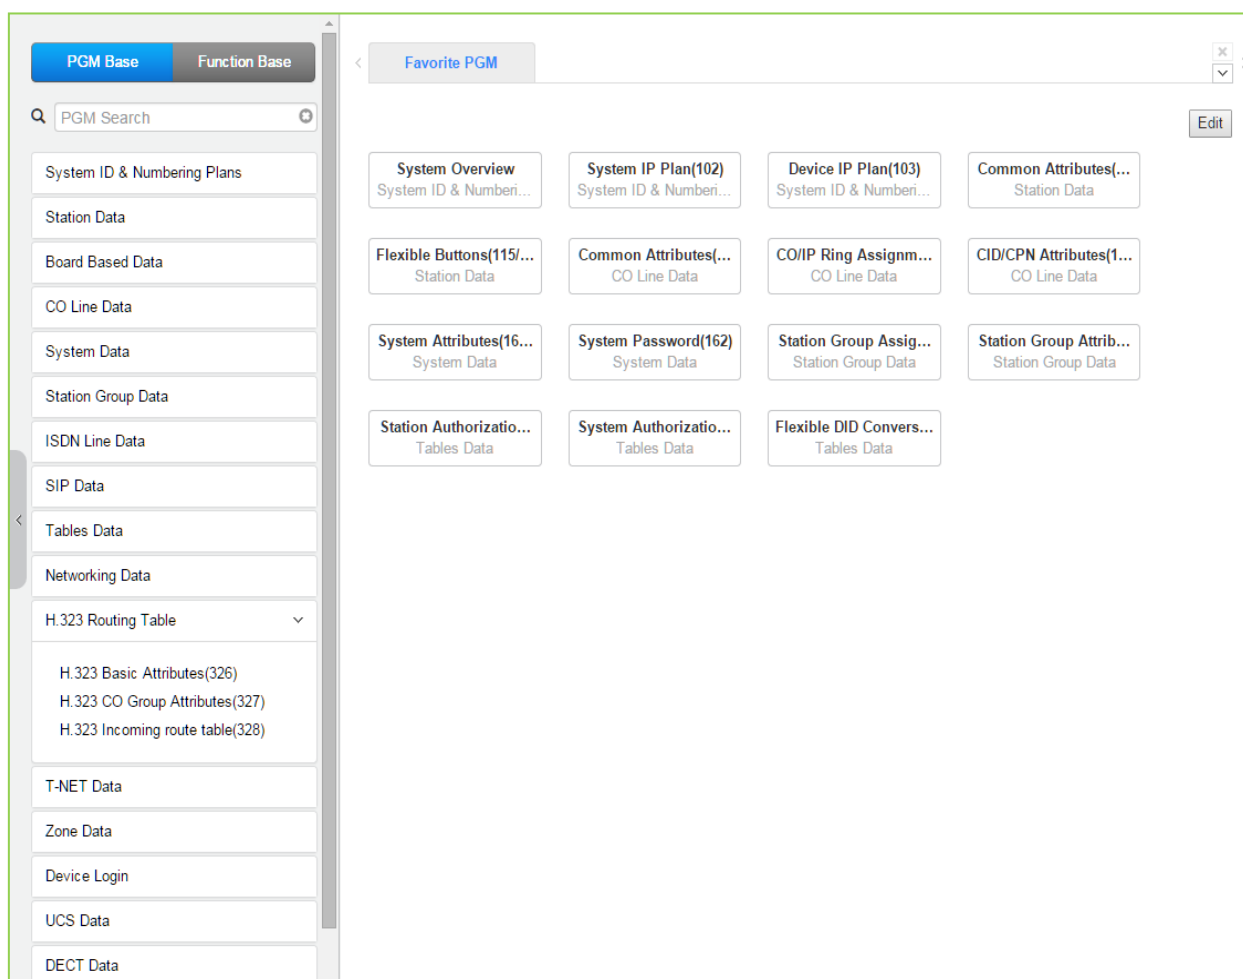 PGM Base
Function Base
PGM Search
System ID & Numbering Plans
Station Data
Board Based Data
CO Line Data
System Data
Station Group Data
ISDN Line Data
SIP Data
Tables Data
Networking Data
H.323 Routing Table
H.323 Basic Attributes(326)
H.323 CO Group Attributes(327)
H.323 Incoming route table(328)
T-NET Data
Zone Data
Device Login
UCS Data
DECT Data
Favorite PGM
Edit
System Overview
System ID & Numberi...
System IP Plan(102)
System ID & Numberi...
Device IP Plan(103)
System ID & Numberi...
Common Attributes(...
Station Data
Flexible Buttons(115/...
Station Data
Common Attributes(...
CO Line Data
CO/IP Ring Assignm...
CO Line Data
CID/CPN Attributes(1...
CO Line Data
System Attributes(16...
System Data
System Password(162)
System Data
Station Group Assig...
Station Group Data
Station Group Attrib...
Station Group Data
Station Authorizatio...
Tables Data
System Authorizatio...
Tables Data
Flexible DID Convers...
Tables Data